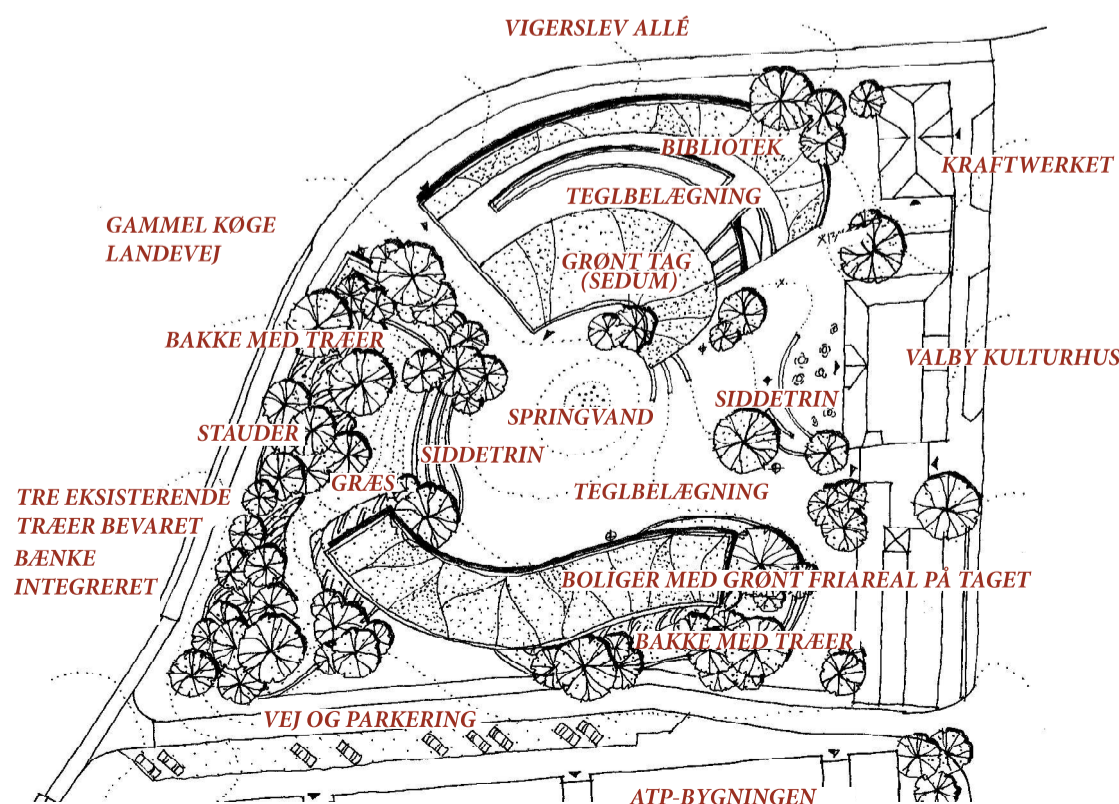 VIGERSLEV ALLÉ
BIBLIOTEK
KRAFTWERKET
TEGLBELÆGNING
GAMMEL KØGE
LANDEVEJ
GRØNT TAG
(SEDUM)
BAKKE MED TRÆER
VALBY KULTURHUS
SIDDETRIN
SPRINGVAND
STAUDER
SIDDETRIN
GRÆS
TEGLBELÆGNING
TRE EKSISTERENDE
TRÆER BEVARET
BÆNKE
INTEGRERET
BOLIGER MED GRØNT FRIAREAL PÅ TAGET
BAKKE MED TRÆER
VEJ OG PARKERING
ATP-BYGNINGEN